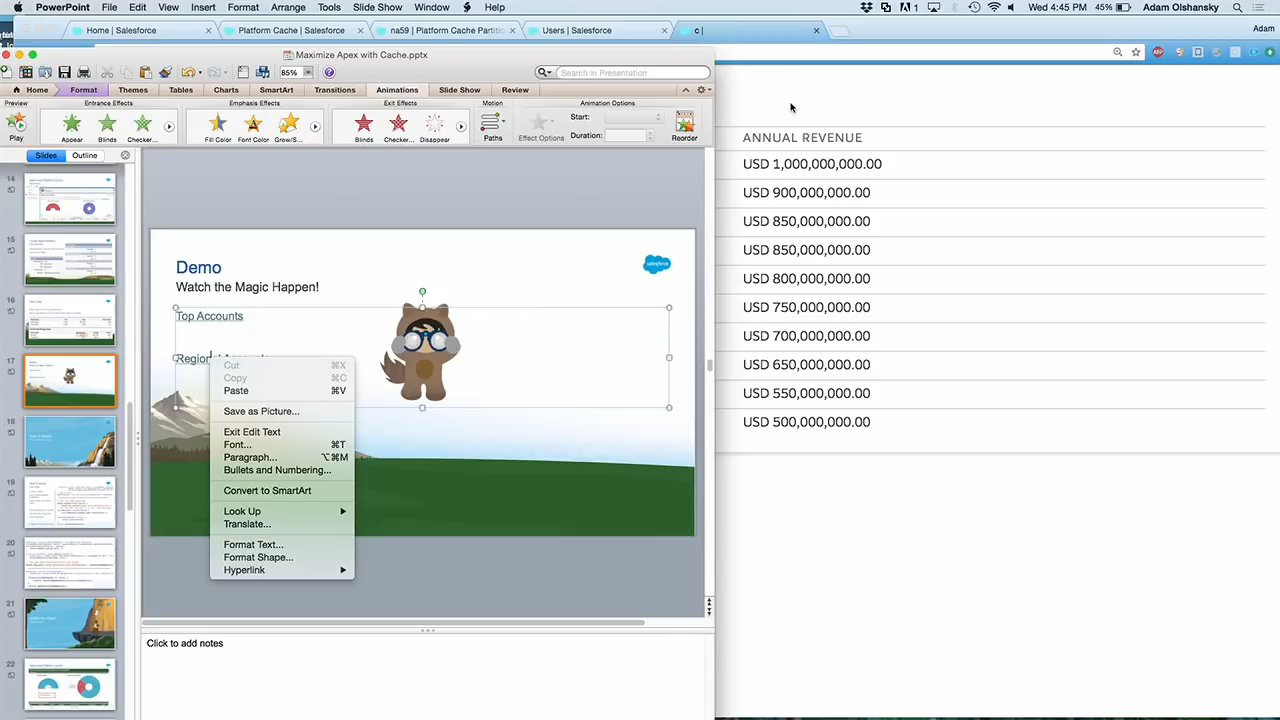 PowerPoint File Edit View Insert Format Arrange Tools Slide Show Window Help 1 45% Wed 4:45 PM Adam Olshansky
Home | Salesforce Platform Cache | Salesforce na59 | Platform Cache Partition Users | Salesforce c | Adam
Maximize Apex with Cache.pptx
85% Search in Presentation
Home Format Themes Tables Charts SmartArt Transitions Animations Slide Show Review
Preview Entrance Effects Emphasis Effects Exit Effects Motion Animation Options
Start:
Duration:
Play Appear Blinds Checker... Fill Color Font Color Grow/S... Blinds Checker... Disappear Paths Effect Options Reorder
Slides Outline
ANNUAL REVENUE
USD 1,000,000,000.00
USD 900,000,000.00
USD 850,000,000.00
USD 850,000,000.00
USD 800,000,000.00
USD 750,000,000.00
USD 700,000,000.00
USD 650,000,000.00
USD 550,000,000.00
USD 500,000,000.00
14
15
16
17
18
19
20
21
22
Demo
salesforce
Watch the Magic Happen!
Top Accounts
Regional Accounts
Cut ⌘X
Copy ⌘C
Paste ⌘V
Save as Picture...
Exit Edit Text
Font... ⌘T
Paragraph... ⌥⌘M
Bullets and Numbering...
Convert to SmartArt
Look Up
Translate...
Format Text...
Format Shape...
Hyperlink
Click to add notes